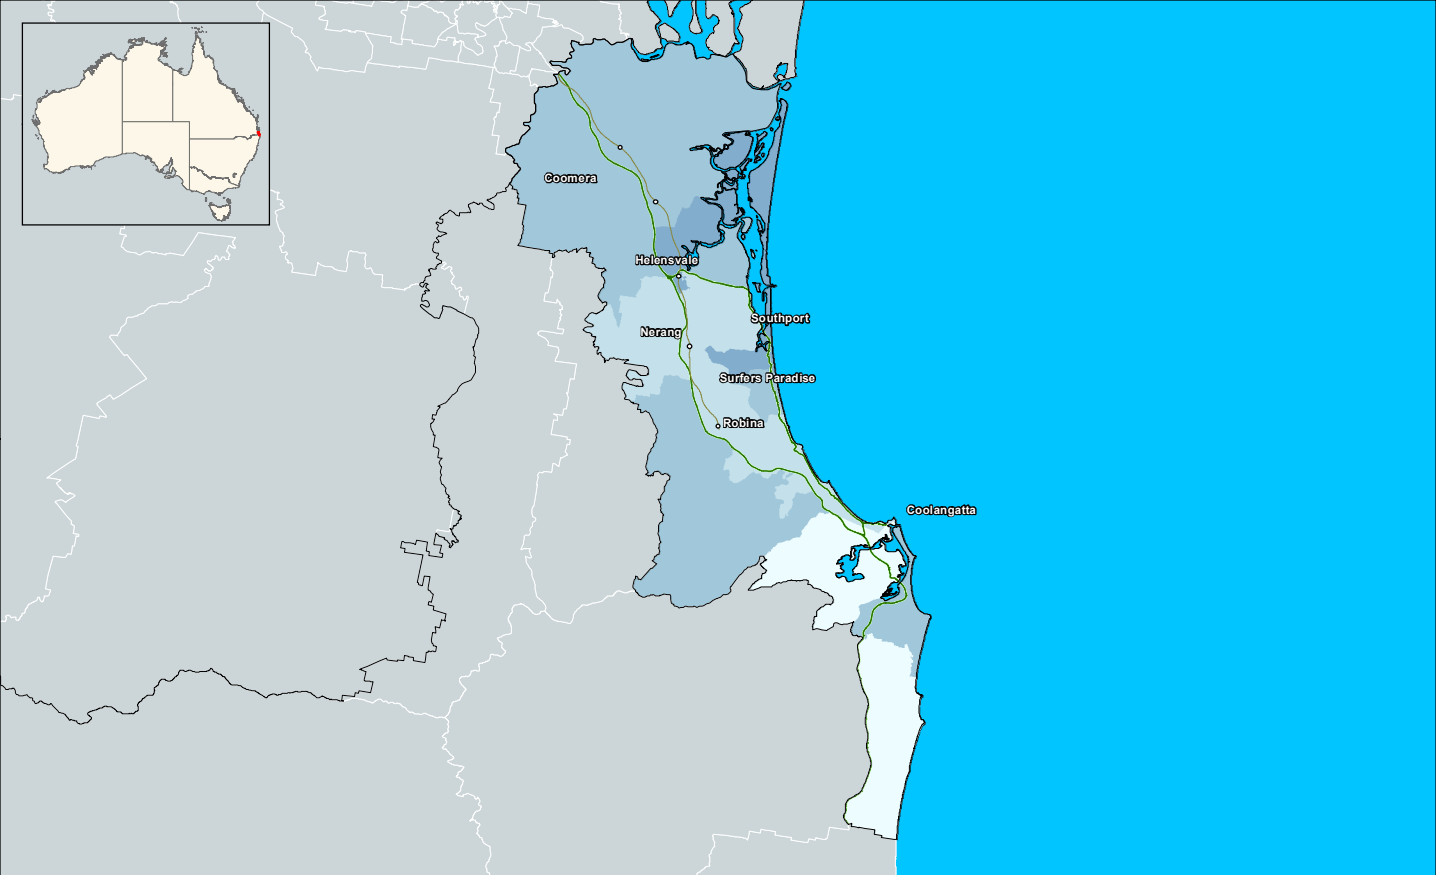 Coomera
Helensvale
Southport
Nerang
Surfers Paradise
Robina
Coolangatta